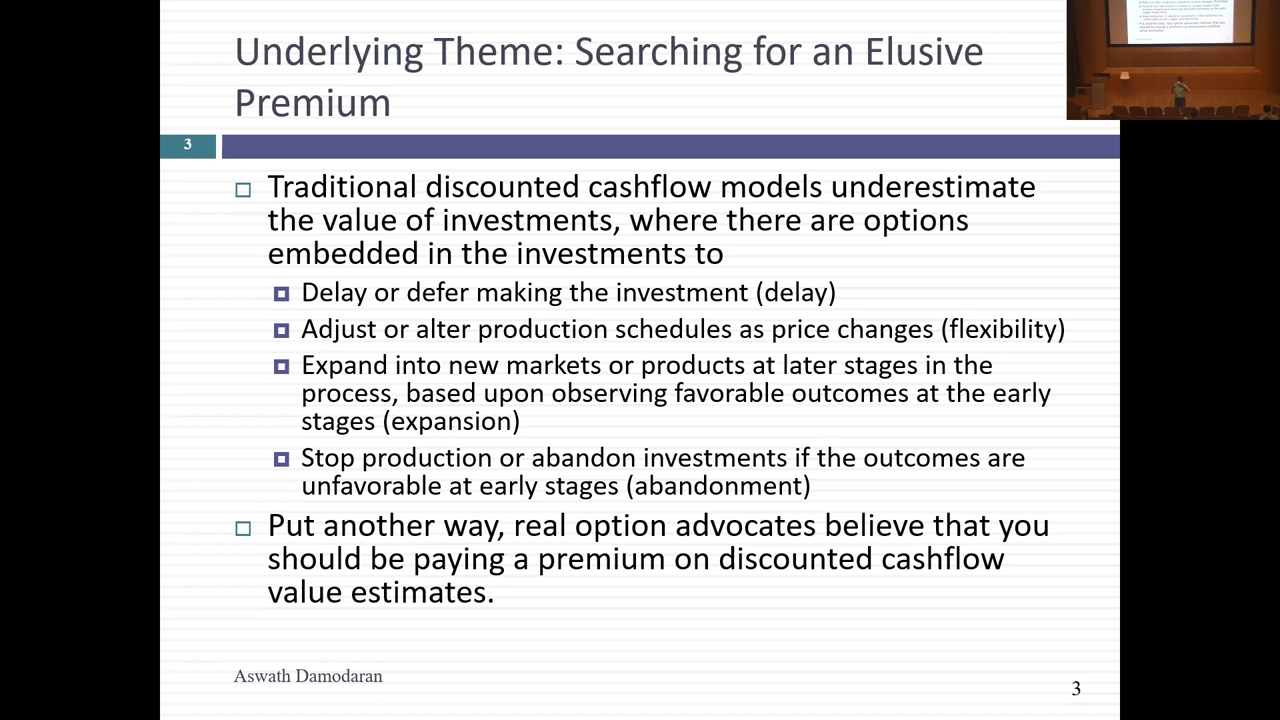 Underlying Theme: Searching for an Elusive
Premium
3
Traditional discounted cashflow models underestimate
the value of investments, where there are options
embedded in the investments to
Delay or defer making the investment (delay)
Adjust or alter production schedules as price changes (flexibility)
Expand into new markets or products at later stages in the
process, based upon observing favorable outcomes at the early
stages (expansion)
Stop production or abandon investments if the outcomes are
unfavorable at early stages (abandonment)
Put another way, real option advocates believe that you
should be paying a premium on discounted cashflow
value estimates.
Aswath Damodaran
3